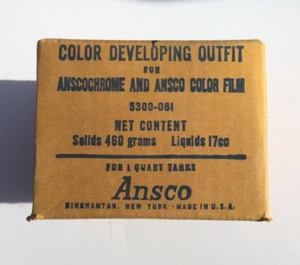 COLOR DEVELOPING OUTFIT
FOR
ANSCOCHROME AND ANSCO COLOR FILM
5300-061
NET CONTENT
Solids 460 grams Liquids 17cc
FOR 1 QUART TANKS
Ansco
BINGHAMTON, NEW YORK · MADE IN U.S.A.